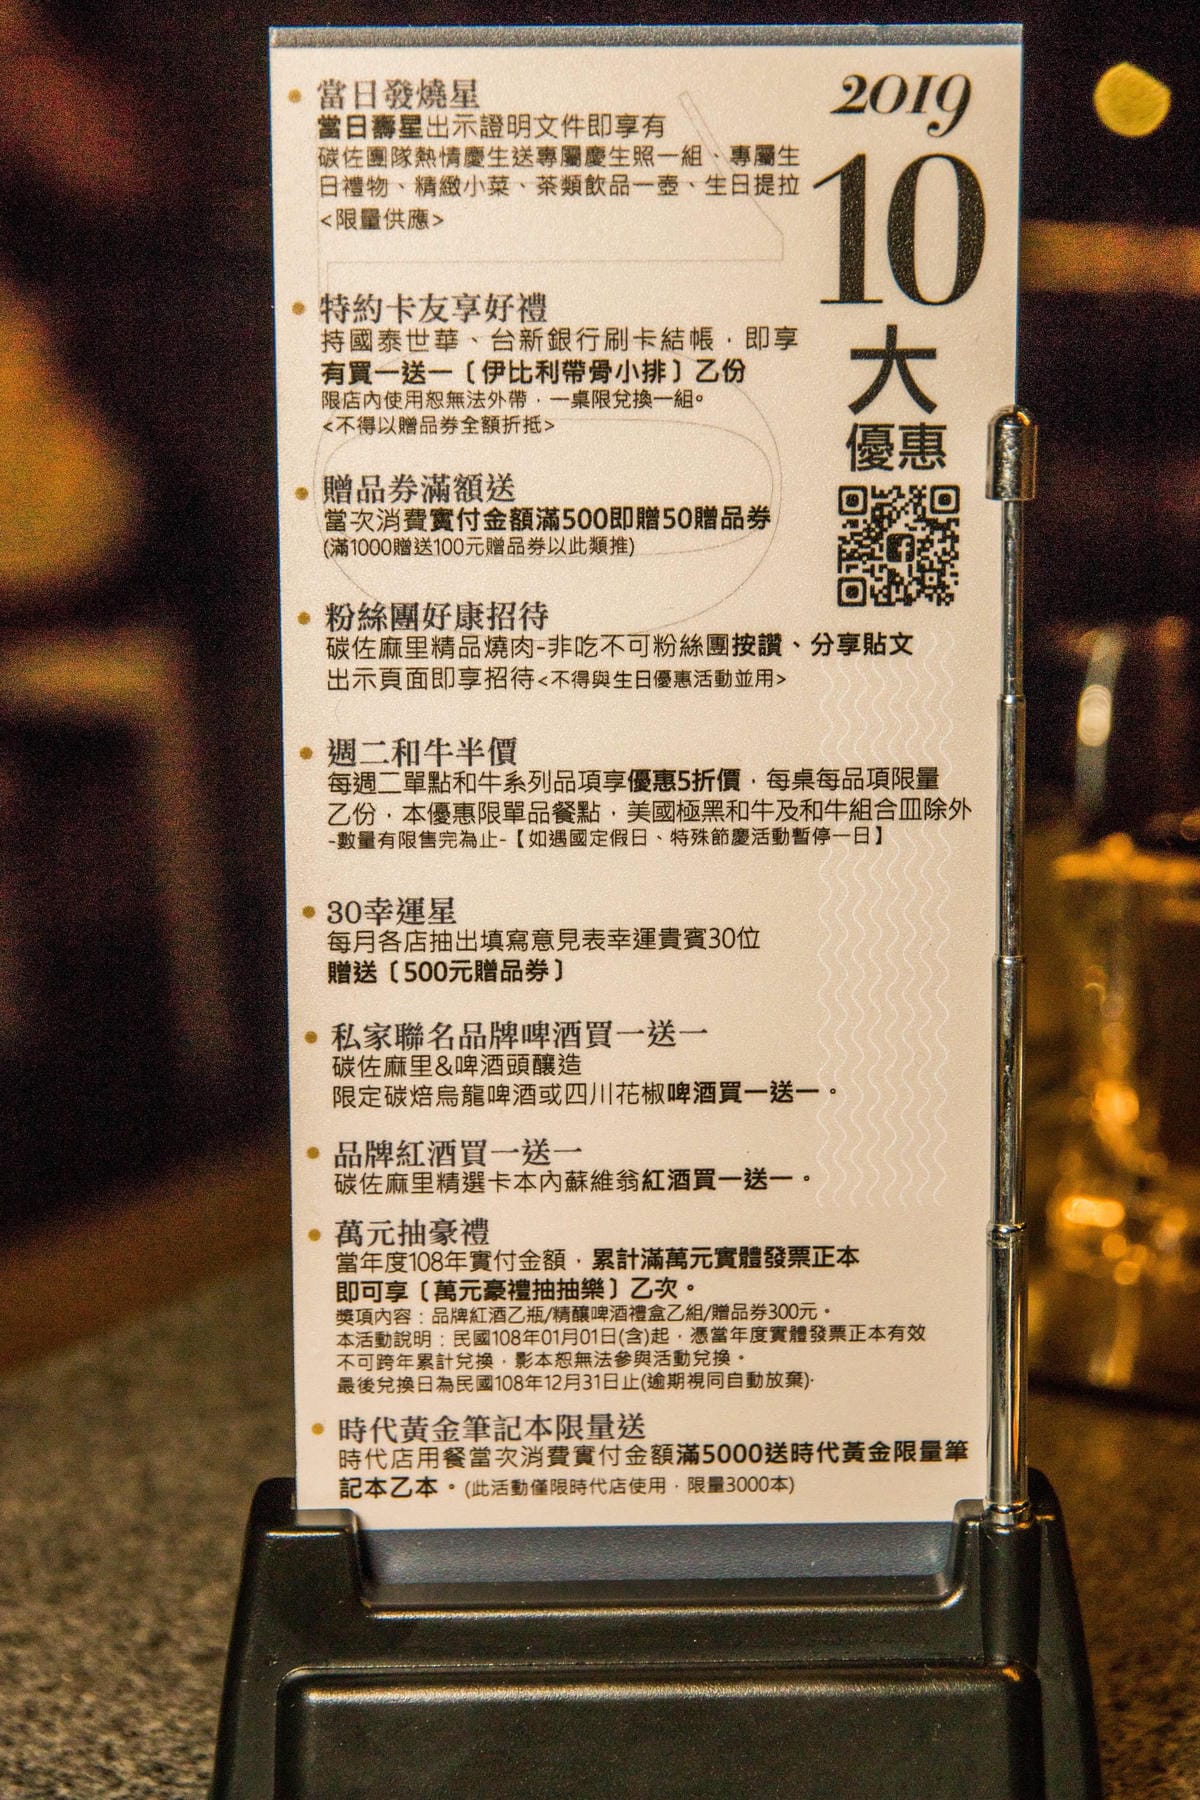 2019
10
大
優惠
當日發燒星
當日壽星出示證明文件即享有
碳佐團隊熱情慶生送專屬慶生照一組、專屬生
日禮物、精緻小菜、茶類飲品一壺、生日提拉
<限量供應>
特約卡友享好禮
持國泰世華、台新銀行刷卡結帳，即享
有買一送一〔伊比利帶骨小排〕乙份
限店內使用恕無法外帶，一桌限兌換一組。
<不得以贈品券全額折抵>
贈品券滿額送
當次消費實付金額滿500即贈50贈品券
(滿1000贈送100元贈品券以此類推)
粉絲團好康招待
碳佐麻里精品燒肉-非吃不可粉絲團按讚、分享貼文
出示頁面即享招待<不得與生日優惠活動並用>
週二和牛半價
每週二單點和牛系列品項享優惠5折價，每桌每品項限量
乙份，本優惠限單品餐點，美國極黑和牛及和牛組合皿除外
-數量有限售完為止-【如遇國定假日、特殊節慶活動暫停一日】
30幸運星
每月各店抽出填寫意見表幸運貴賓30位
贈送〔500元贈品券〕
私家聯名品牌啤酒買一送一
碳佐麻里&啤酒頭釀造
限定碳焙烏龍啤酒或四川花椒啤酒買一送一。
品牌紅酒買一送一
碳佐麻里精選卡本內蘇維翁紅酒買一送一。
萬元抽豪禮
當年度108年實付金額，累計滿萬元實體發票正本
即可享〔萬元豪禮抽抽樂〕乙次。
獎項內容：品牌紅酒乙瓶/精釀啤酒禮盒乙組/贈品券300元。
本活動說明：民國108年01月01日(含)起，憑當年度實體發票正本有效
不可跨年累計兌換，影本恕無法參與活動兌換。
最後兌換日為民國108年12月31日止(逾期視同自動放棄)·
時代黃金筆記本限量送
時代店用餐當次消費實付金額滿5000送時代黃金限量筆
記本乙本。(此活動僅限時代店使用，限量3000本)